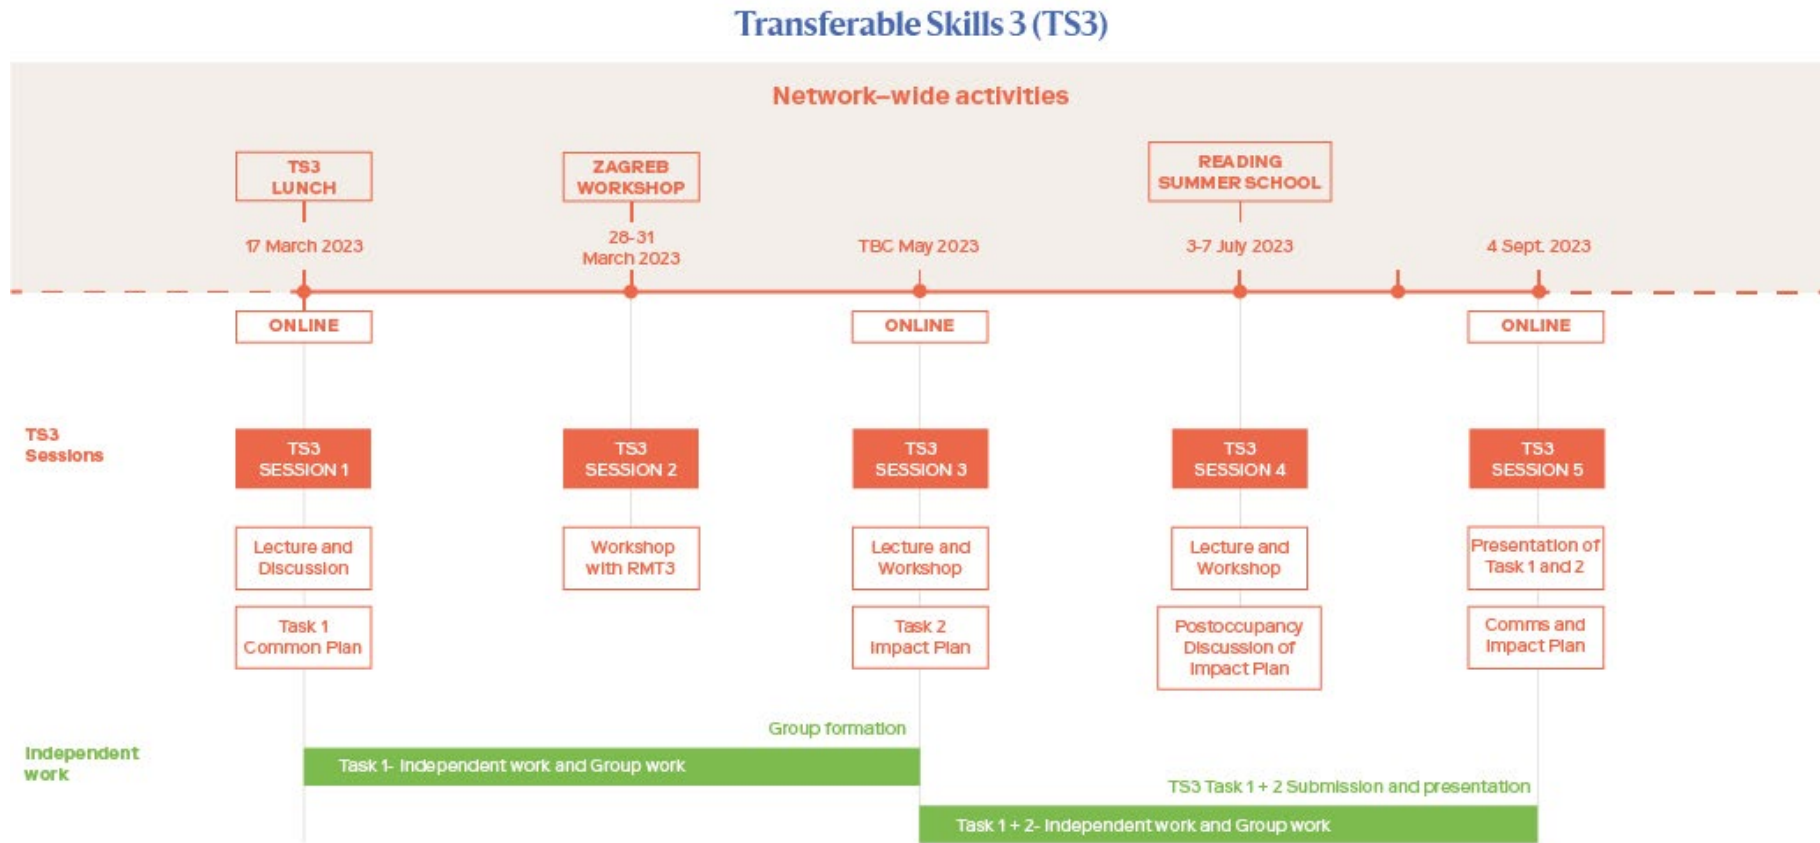 Transferable Skills 3 (TS3)
Network–wide activities
TS3
LUNCH
ZAGREB
WORKSHOP
READING
SUMMER SCHOOL
17 March 2023
28-31
March 2023
TBC May 2023
3-7 July 2023
4 Sept. 2023
ONLINE
ONLINE
ONLINE
TS3
Sessions
TS3
SESSION 1
TS3
SESSION 2
TS3
SESSION 3
TS3
SESSION 4
TS3
SESSION 5
Lecture and
Discussion
Workshop
with RMT3
Lecture and
Workshop
Lecture and
Workshop
Presentation of
Task 1 and 2
Task 1
Common Plan
Task 2
Impact Plan
Postoccupancy
Discussion of
Impact Plan
Comms and
Impact Plan
Independent
work
Group formation
Task 1- Independent work and Group work
TS3 Task 1 + 2 Submission and presentation
Task 1 + 2- Independent work and Group work